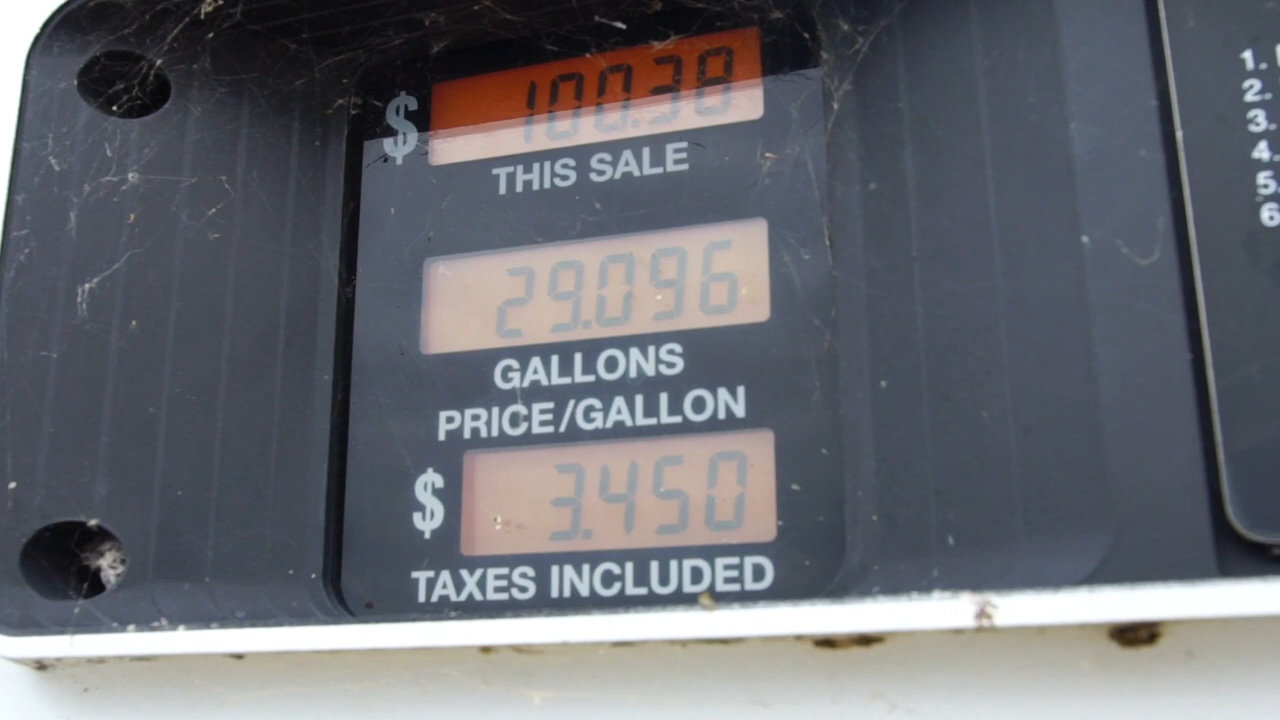 $ 100.38
THIS SALE
29.096
GALLONS
PRICE/GALLON
$ 3.450
TAXES INCLUDED
1.
2.
3.
4.
5.
6